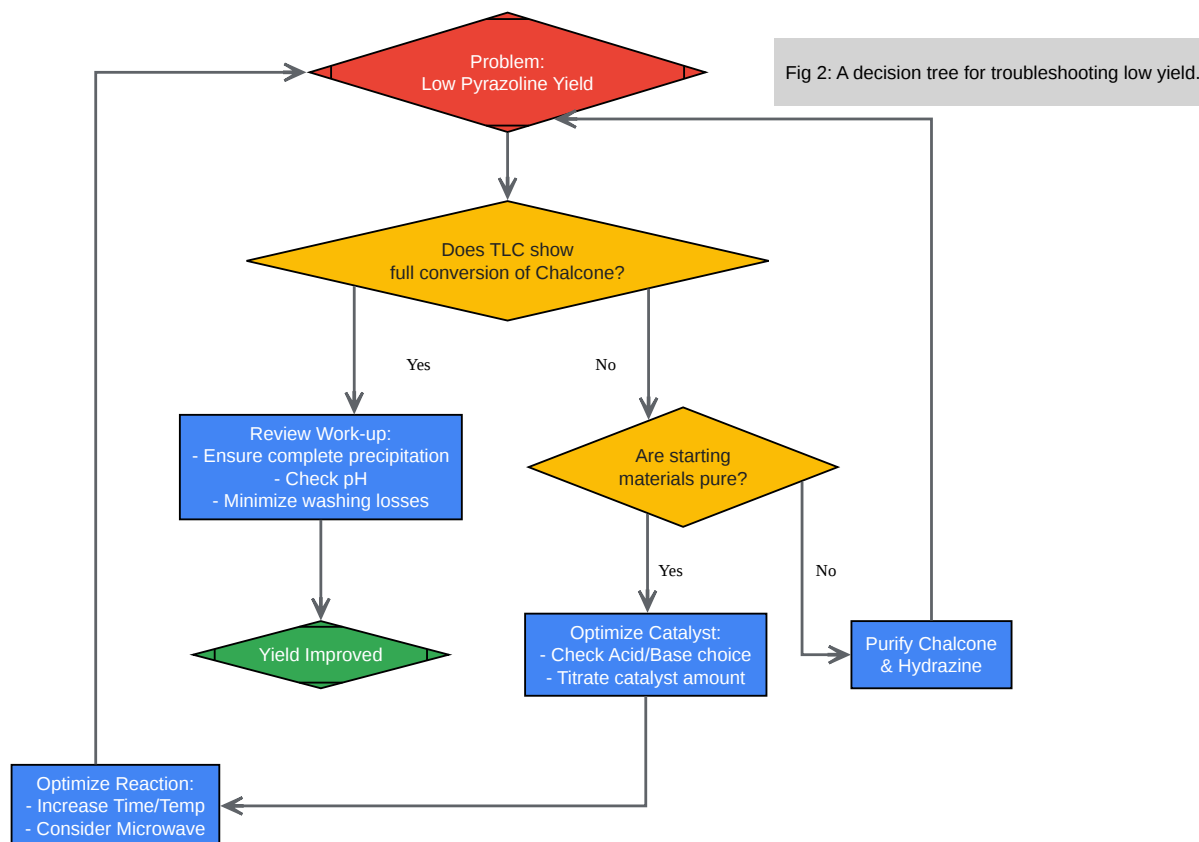 Problem:
Low Pyrazoline Yield
Fig 2: A decision tree for troubleshooting low yield.
Does TLC show
full conversion of Chalcone?
Yes
No
Review Work-up:
- Ensure complete precipitation
- Check pH
- Minimize washing losses
Are starting
materials pure?
Yes
No
Yield Improved
Optimize Catalyst:
- Check Acid/Base choice
- Titrate catalyst amount
Purify Chalcone
& Hydrazine
Optimize Reaction:
- Increase Time/Temp
- Consider Microwave